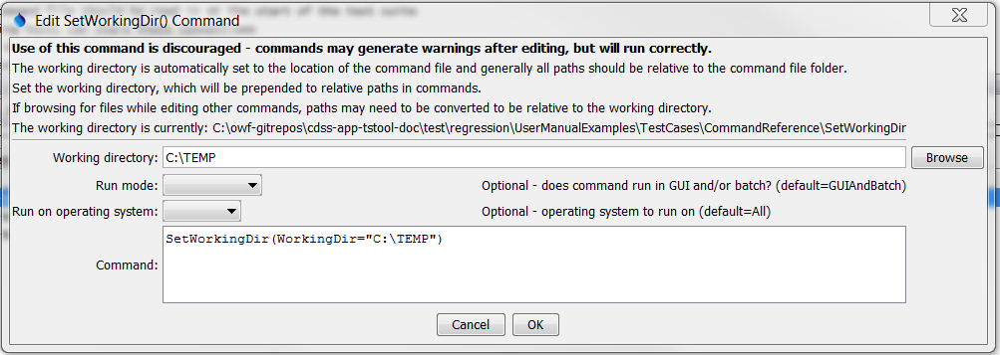 Edit SetWorkingDir() Command
Use of this command is discouraged - commands may generate warnings after editing, but will run correctly.
The working directory is automatically set to the location of the command file and generally all paths should be relative to the command file folder.
Set the working directory, which will be prepended to relative paths in commands.
If browsing for files while editing other commands, paths may need to be converted to be relative to the working directory.
The working directory is currently: C:\owf-gitrepos\cdss-app-tstool-doc\test\regression\UserManualExamples\TestCases\CommandReference\SetWorkingDir
Working directory: C:\TEMP Browse
Run mode: Optional - does command run in GUI and/or batch? (default=GUIAndBatch)
Run on operating system: Optional - operating system to run on (default=All)
SetWorkingDir(WorkingDir="C:\TEMP")
Command:
Cancel OK